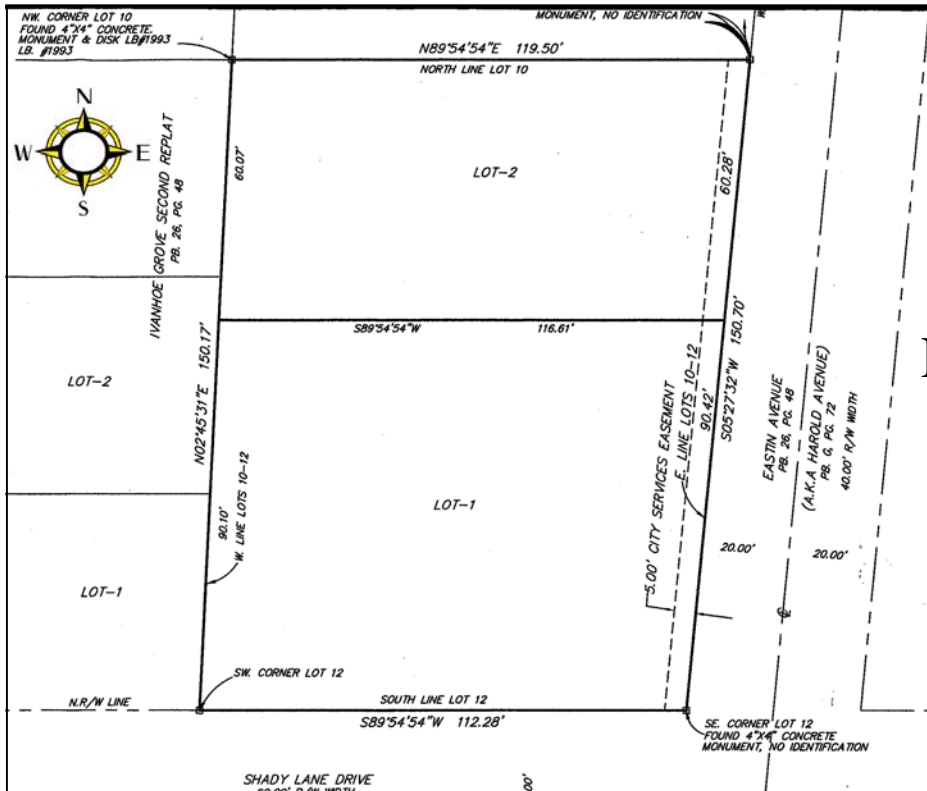 NW. CORNER LOT 10
FOUND 4"X4" CONCRETE.
MONUMENT & DISK LB#1993
LB. #1993
MONUMENT, NO IDENTIFICATION
N89°54'54"E 119.50'
NORTH LINE LOT 10
N
W E
S
IVANHOE GROVE SECOND REPLAT
PB. 26, PG. 48
60.07'
LOT-2
60.28'
S89°54'54"W 116.61'
LOT-2
N02°45'31"E 150.17'
90.10'
W. LINE LOTS 10-12
LOT-1
LOT-1
5.00' CITY SERVICES EASEMENT
E. LINE LOTS 10-12
90.42'
S05°27'32"W 150.70'
EASTIN AVENUE
PB. 26, PG. 48
(A.K.A HAROLD AVENUE)
PB. G, PG. 72
40.00' R/W WIDTH
20.00' 20.00'
SW. CORNER LOT 12
N.R/W LINE
SOUTH LINE LOT 12
S89°54'54"W 112.28'
SE. CORNER LOT 12
FOUND 4"X4" CONCRETE
MONUMENT, NO IDENTIFICATION
SHADY LANE DRIVE